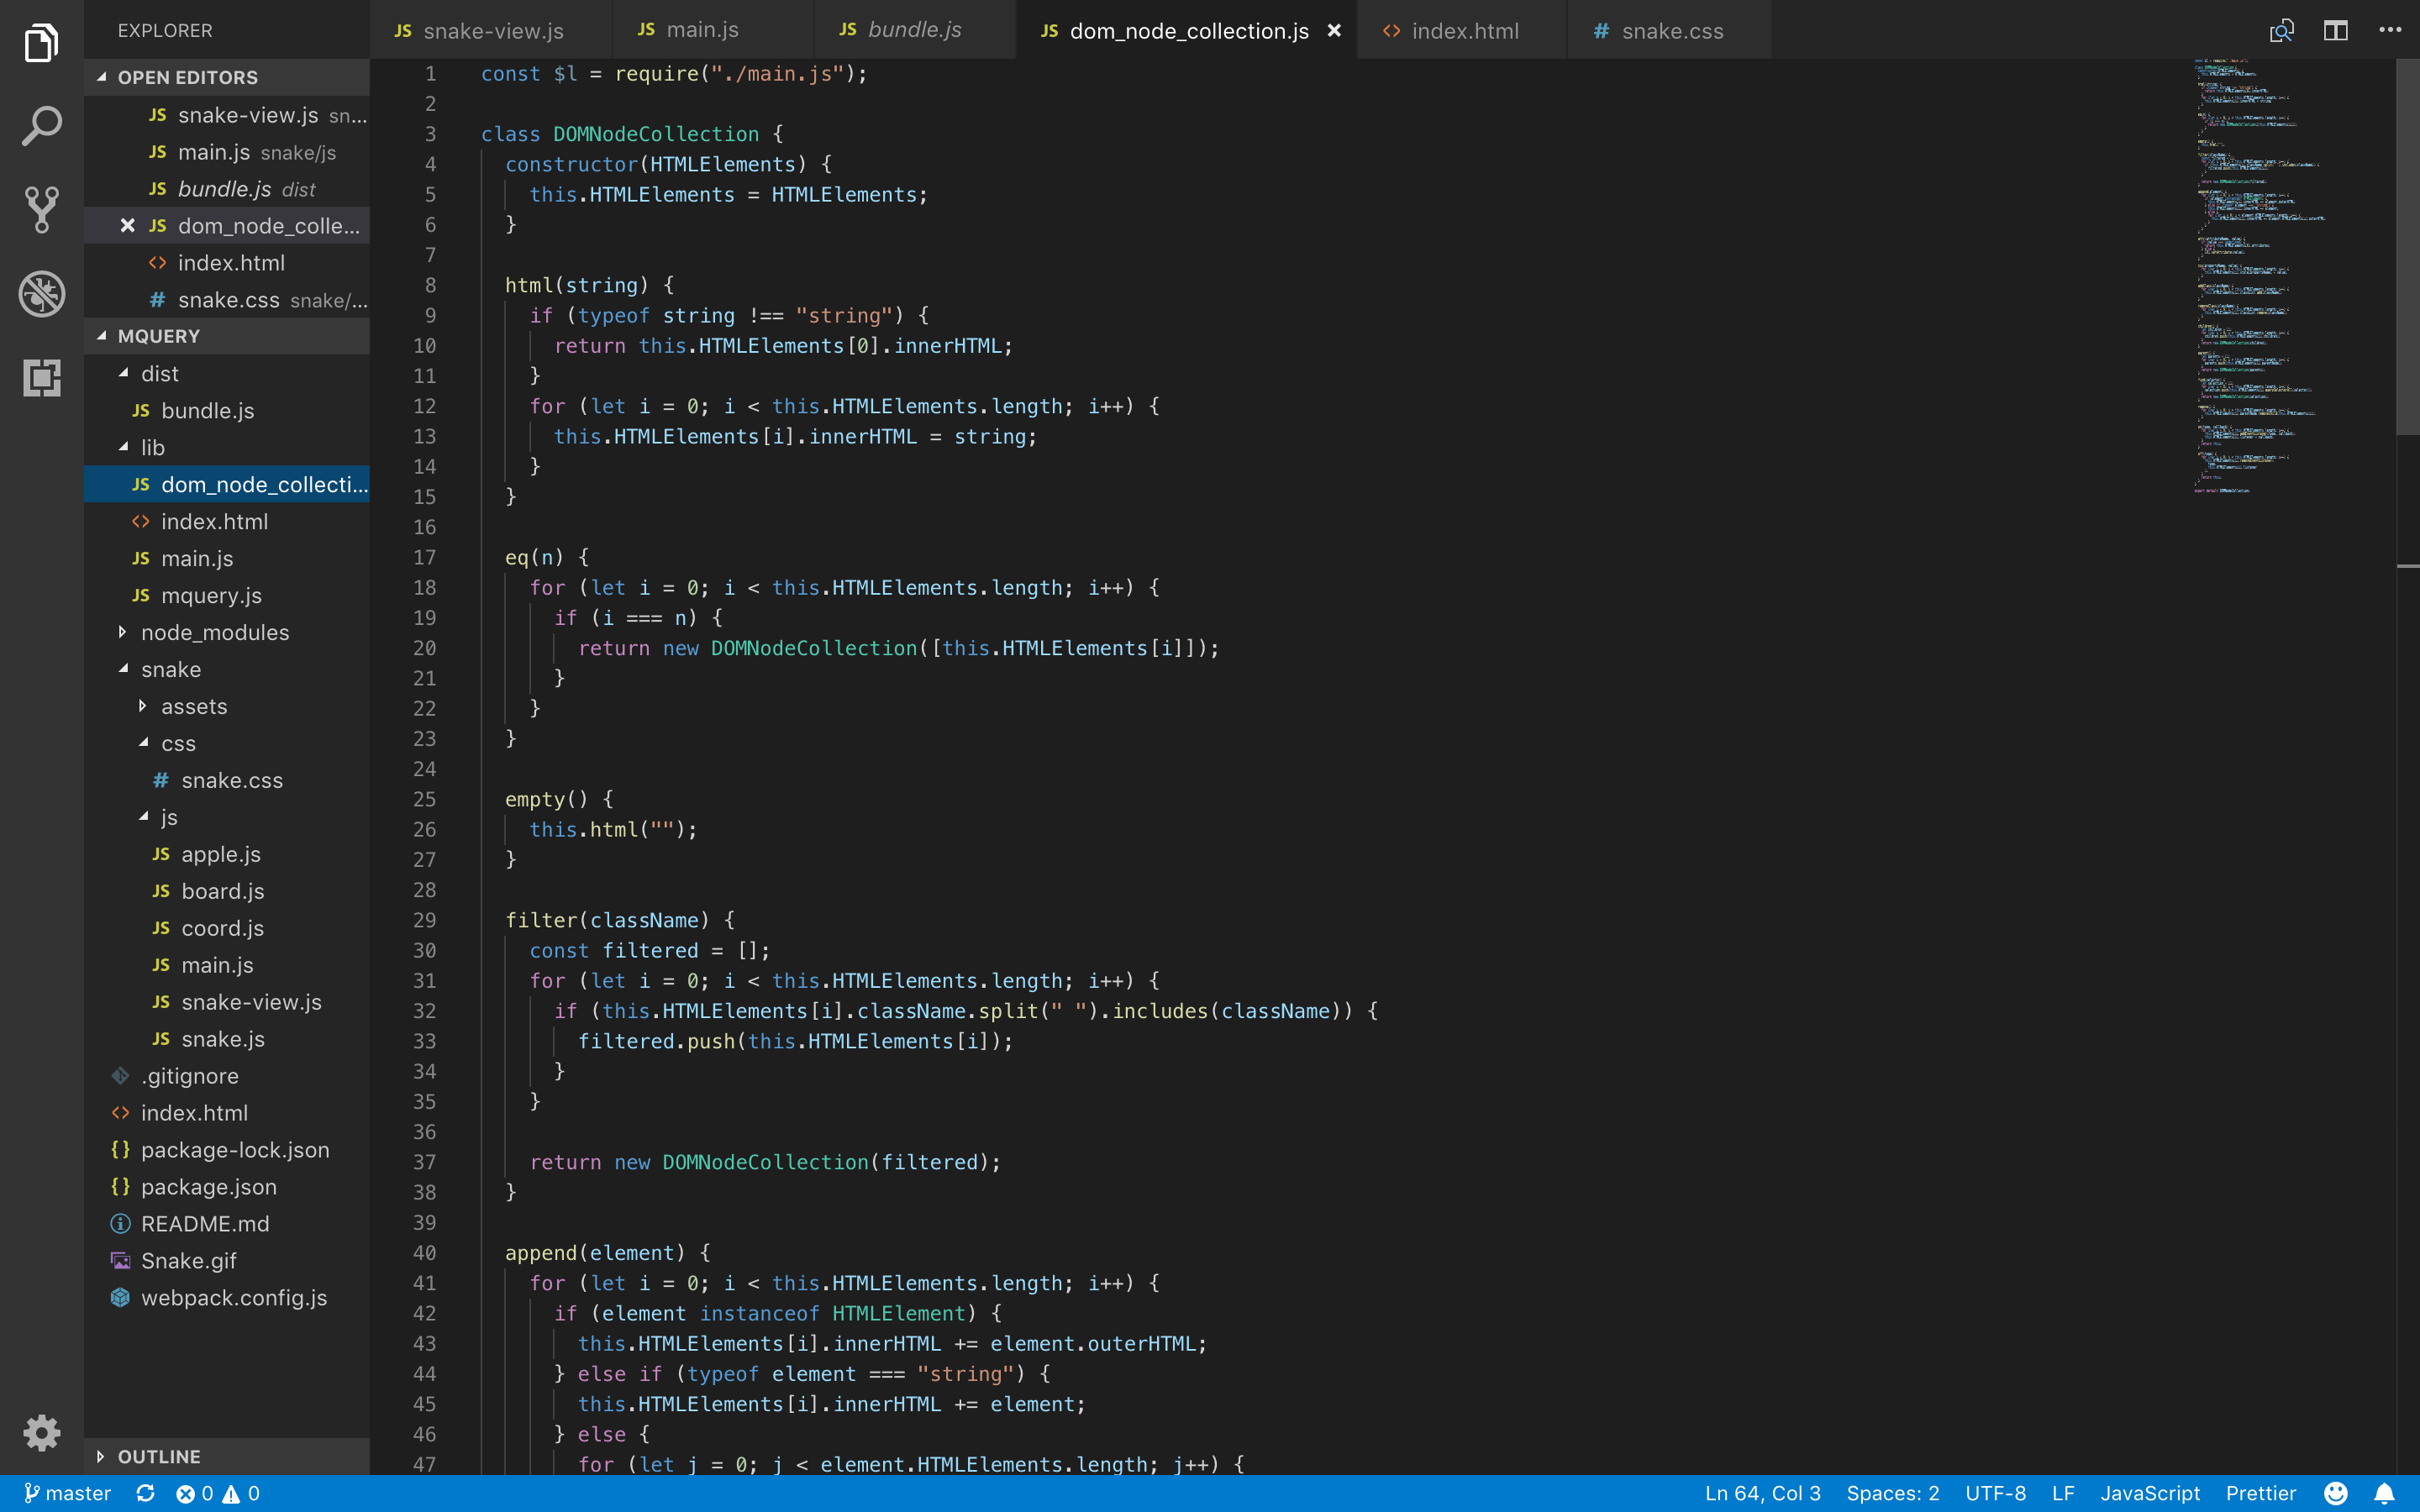 EXPLORER
OPEN EDITORS
JS snake-view.js sn...
JS main.js snake/js
JS bundle.js dist
JS dom_node_colle...
<> index.html
# snake.css snake/...
MQUERY
dist
JS bundle.js
lib
JS dom_node_collecti...
<> index.html
JS main.js
JS mquery.js
node_modules
snake
assets
css
# snake.css
js
JS apple.js
JS board.js
JS coord.js
JS main.js
JS snake-view.js
JS snake.js
.gitignore
<> index.html
{} package-lock.json
{} package.json
README.md
Snake.gif
webpack.config.js
OUTLINE
JS snake-view.js JS main.js JS bundle.js JS dom_node_collection.js <> index.html # snake.css
1 const $l = require("./main.js");
2
3 class DOMNodeCollection {
4 constructor(HTMLElements) {
5 this.HTMLElements = HTMLElements;
6 }
7
8 html(string) {
9 if (typeof string !== "string") {
10 return this.HTMLElements[0].innerHTML;
11 }
12 for (let i = 0; i < this.HTMLElements.length; i++) {
13 this.HTMLElements[i].innerHTML = string;
14 }
15 }
16
17 eq(n) {
18 for (let i = 0; i < this.HTMLElements.length; i++) {
19 if (i === n) {
20 return new DOMNodeCollection([this.HTMLElements[i]]);
21 }
22 }
23 }
24
25 empty() {
26 this.html("");
27 }
28
29 filter(className) {
30 const filtered = [];
31 for (let i = 0; i < this.HTMLElements.length; i++) {
32 if (this.HTMLElements[i].className.split(" ").includes(className)) {
33 filtered.push(this.HTMLElements[i]);
34 }
35 }
36
37 return new DOMNodeCollection(filtered);
38 }
39
40 append(element) {
41 for (let i = 0; i < this.HTMLElements.length; i++) {
42 if (element instanceof HTMLElement) {
43 this.HTMLElements[i].innerHTML += element.outerHTML;
44 } else if (typeof element === "string") {
45 this.HTMLElements[i].innerHTML += element;
46 } else {
47 for (let j = 0; j < element.HTMLElements.length; j++) {
master 0 0 Ln 64, Col 3 Spaces: 2 UTF-8 LF JavaScript Prettier